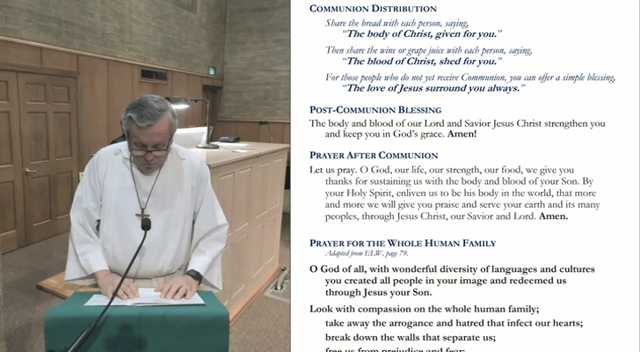 COMMUNION DISTRIBUTION
Share the bread with each person, saying,
"The body of Christ, given for you."
Then share the wine or grape juice with each person, saying,
"The blood of Christ, shed for you."
For those people who do not yet receive Communion, you can offer a simple blessing,
"The love of Jesus surround you always."
POST-COMMUNION BLESSING
The body and blood of our Lord and Savior Jesus Christ strengthen you
and keep you in God's grace. Amen!
PRAYER AFTER COMMUNION
Let us pray. O God, our life, our strength, our food, we give you
thanks for sustaining us with the body and blood of your Son. By
your Holy Spirit, enliven us to be his body in the world, that more
and more we will give you praise and serve your earth and its many
peoples, through Jesus Christ, our Savior and Lord. Amen.
PRAYER FOR THE WHOLE HUMAN FAMILY
Adapted from ELW, page 79.
O God of all, with wonderful diversity of languages and cultures
you created all people in your image and redeemed us
through Jesus your Son.
Look with compassion on the whole human family;
take away the arrogance and hatred that infect our hearts;
break down the walls that separate us;
free us from prejudice and fear;